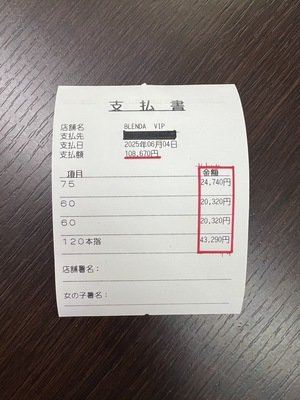 支払書
店舗名 BLENDA VIP
支払先
支払日 2025年06月04日
支払額 108,670円
項目 金額
75 24,740円
60 20,320円
60 20,320円
120本指 43,290円
店舗署名：
女の子署名：